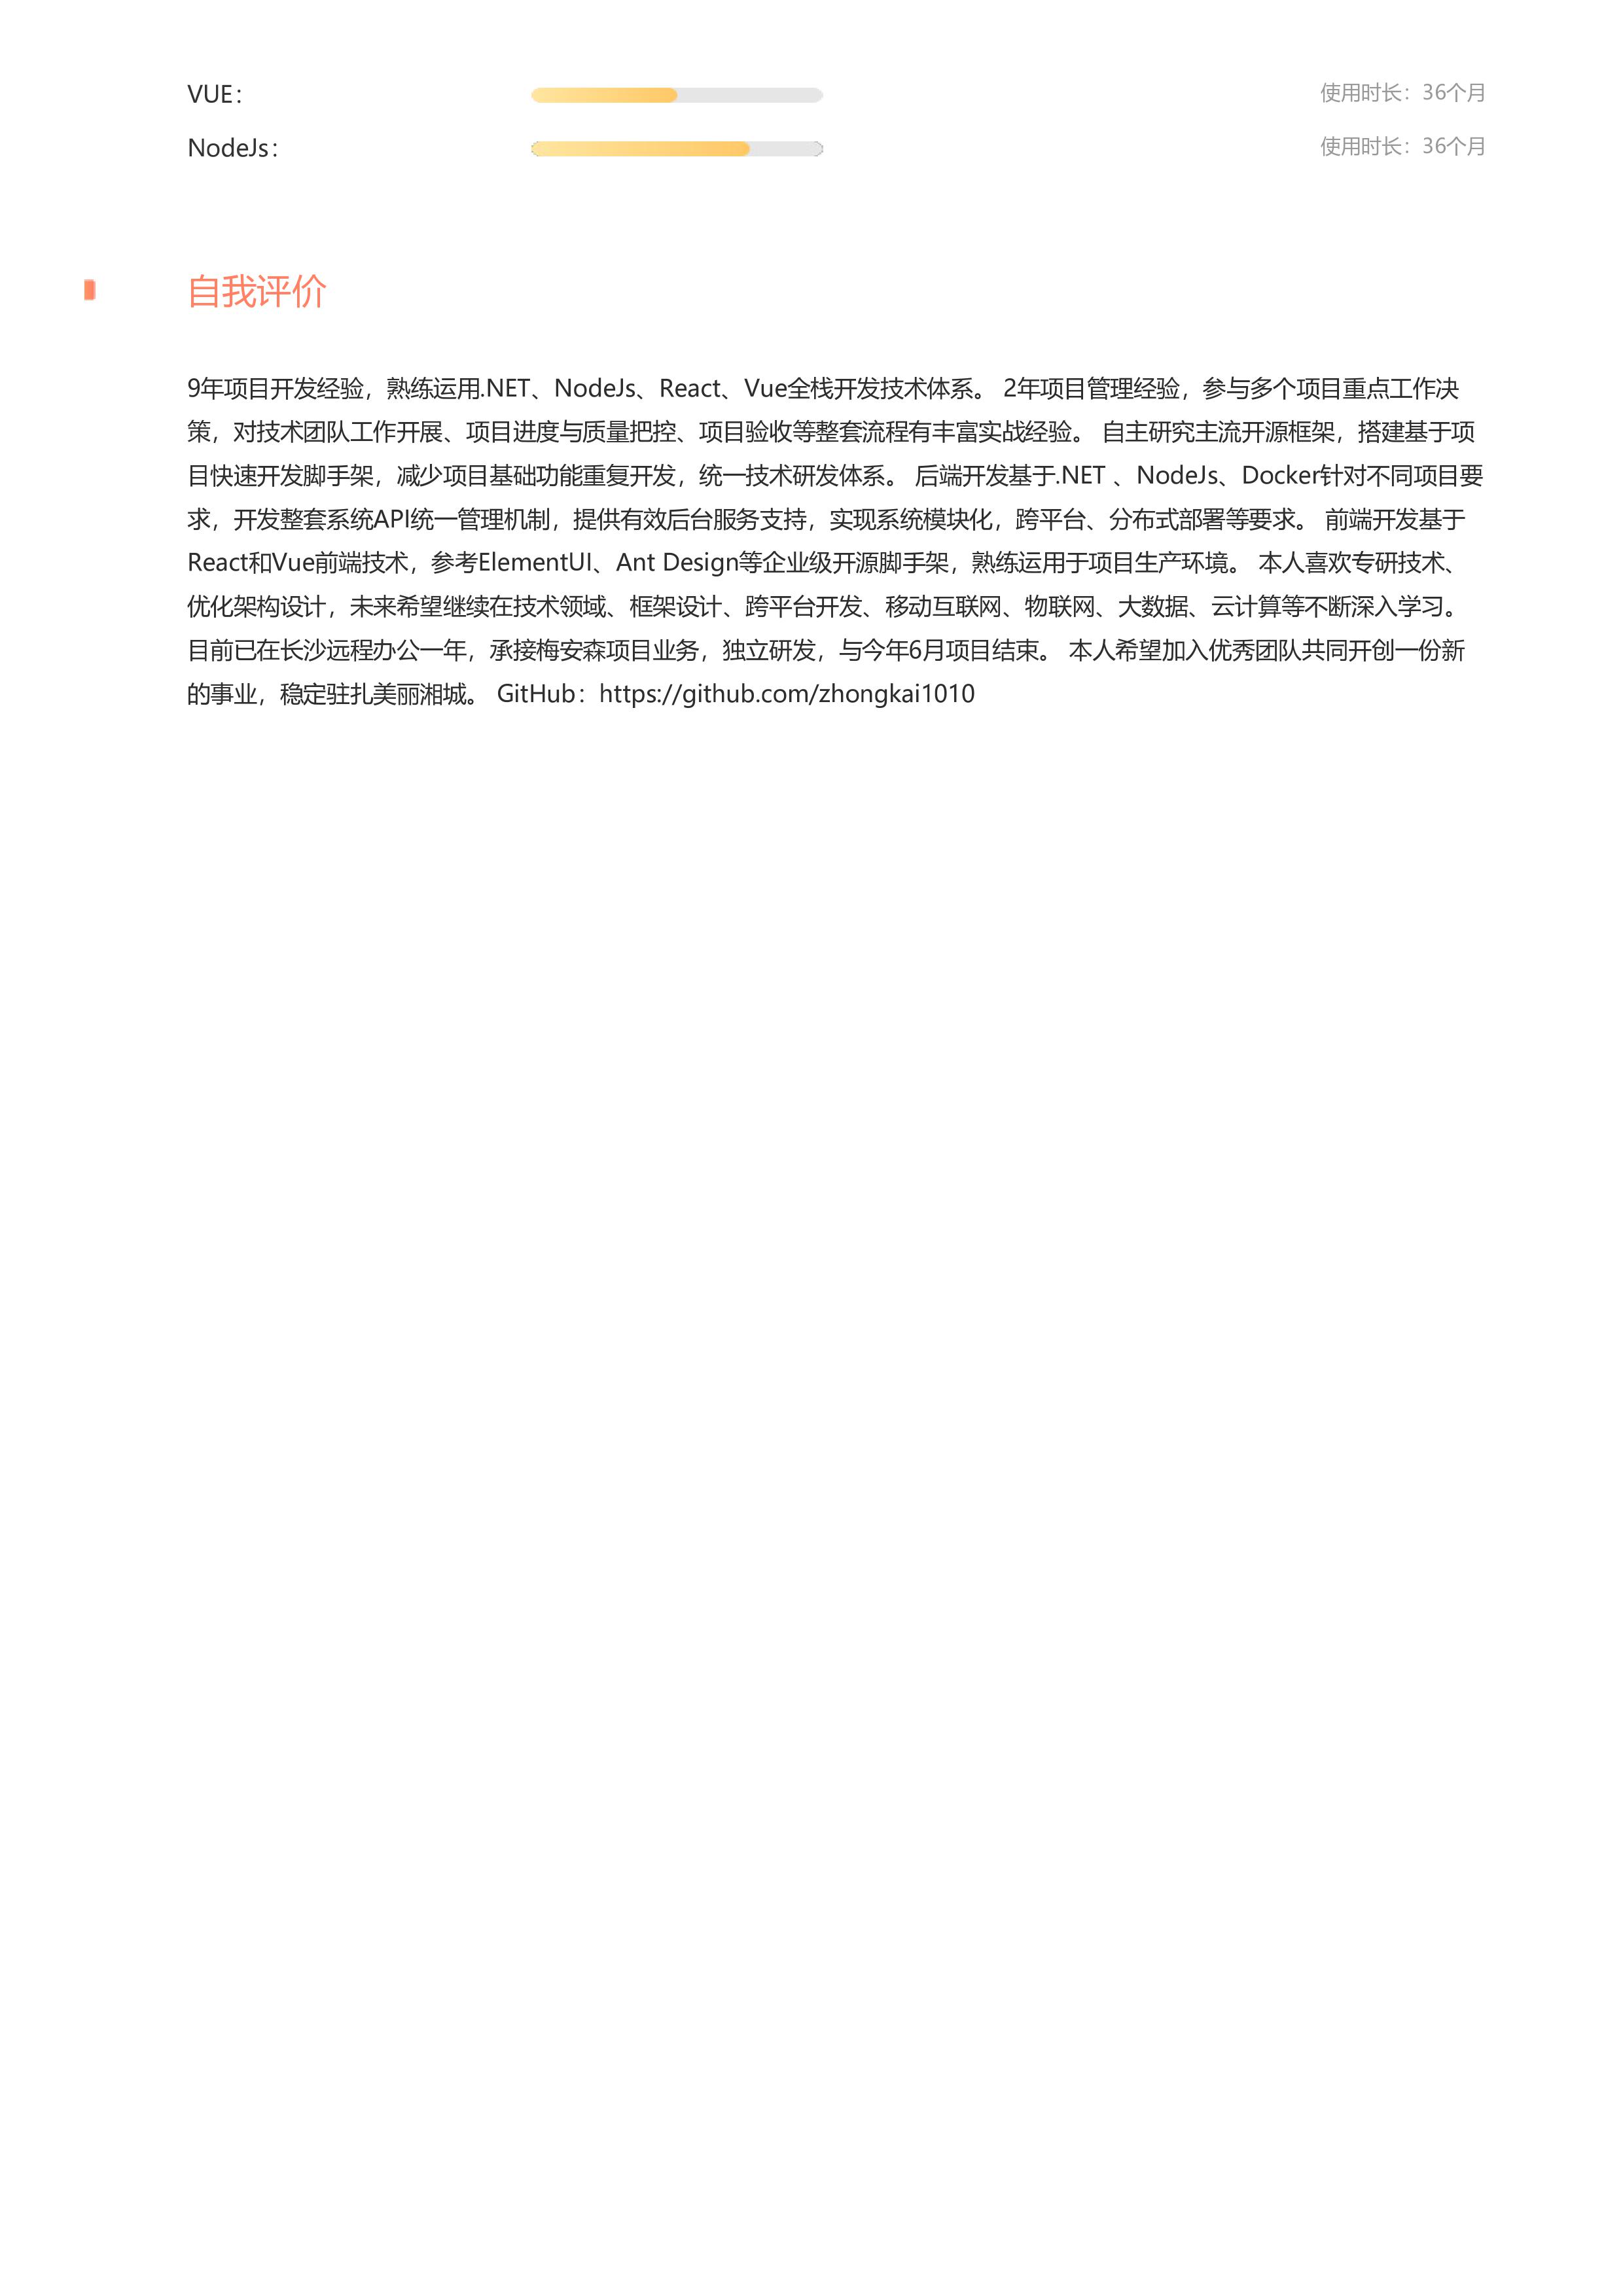 VUE：
使用时长：36个月
NodeJs：
使用时长：36个月
自我评价
9年项目开发经验，熟练运用.NET、NodeJs、React、Vue全栈开发技术体系。 2年项目管理经验，参与多个项目重点工作决
策，对技术团队工作开展、项目进度与质量把控、项目验收等整套流程有丰富实战经验。 自主研究主流开源框架，搭建基于项
目快速开发脚手架，减少项目基础功能重复开发，统一技术研发体系。 后端开发基于.NET 、NodeJs、Docker针对不同项目要
求，开发整套系统API统一管理机制，提供有效后台服务支持，实现系统模块化，跨平台、分布式部署等要求。 前端开发基于
React和Vue前端技术，参考ElementUI、Ant Design等企业级开源脚手架，熟练运用于项目生产环境。 本人喜欢专研技术、
优化架构设计，未来希望继续在技术领域、框架设计、跨平台开发、移动互联网、物联网、大数据、云计算等不断深入学习。
目前已在长沙远程办公一年，承接梅安森项目业务，独立研发，与今年6月项目结束。 本人希望加入优秀团队共同开创一份新
的事业，稳定驻扎美丽湘城。 GitHub：https://github.com/zhongkai1010